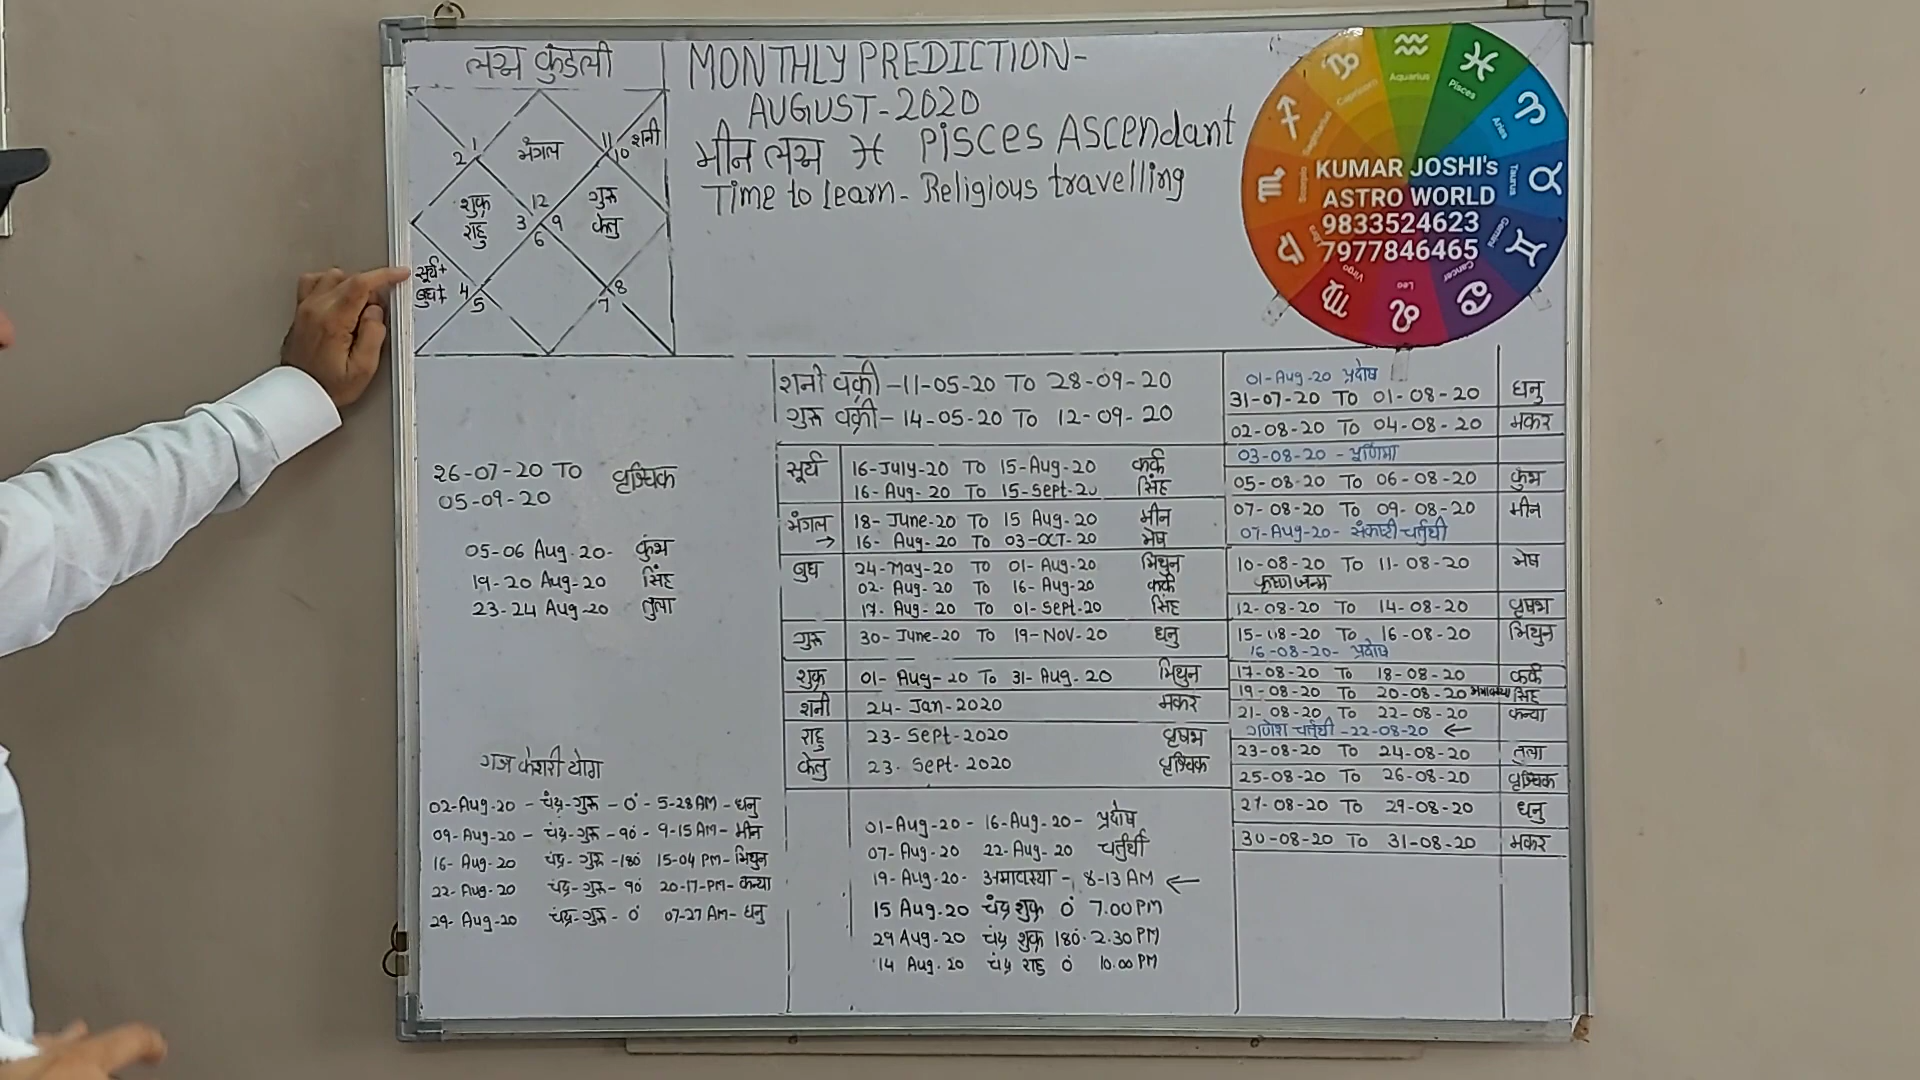 लग्न कुंडली
1
2
मंगल
11
शनी
10
शुक्र
राहु
12
3
9
6
गुरु
केतु
सूर्य+
बुध+
4
5
8
7
MONTHLY PREDICTION-
AUGUST-2020
मीन लग्न ♓ PISCES ASCENDANT
Time to learn- Religious travelling
Capricorn
Aquarius
Pisces
Aries
Taurus
Gemini
Cancer
Leo
Virgo
KUMAR JOSHI's
ASTRO WORLD
9833524623
7977846465
26-07-20 TO वृश्चिक
05-09-20
05-06 Aug-20- कुंभ
19-20 Aug-20 सिंह
23-24 Aug-20 तुला
गज केशरी योग
02-Aug-20 - चंद्र-गुरु - 0° - 5-28AM - धनु
09-Aug-20 - चंद्र-गुरु - 90° - 9-15AM - मीन
16-Aug-20 चंद्र-गुरु -180° 15-04 PM- मिथुन
22-Aug-20 चंद्र-गुरु - 90° 20-17-PM- कन्या
29-Aug-20 चंद्र-गुरु - 0° 07-27AM- धनु
शनी वक्री -11-05-20 TO 28-09-20
गुरु वक्री - 14-05-20 TO 12-09-20
सूर्य 16-July-20 TO 15-Aug-20 कर्क
16-Aug-20 TO 15-Sept-20 सिंह
मंगल 18-June-20 TO 15 Aug-20 मीन
→ 16-Aug-20 TO 03-OCT-20 मेष
बुध 24-May-20 TO 01-Aug-20 मिथुन
02-Aug-20 TO 16-Aug-20 कर्क
17-Aug-20 TO 01-Sept-20 सिंह
गुरु 30-June-20 TO 19-NOV-20 धनु
शुक्र 01-Aug-20 To 31-Aug-20 मिथुन
शनी 24-Jan-2020 मकर
राहु 23-Sept-2020 वृषभ
केतु 23-Sept-2020 वृश्चिक
01-Aug-20 - 16-Aug-20- प्रदोष
07-Aug-20 22-Aug-20 चतुर्थी
19-Aug-20- अमावस्या - 8-13 AM ←
15 Aug-20 चंद्र शुक्र 0° 7.00PM
29 Aug-20 चंद्र शुक्र 180° 2.30 PM
14 Aug-20 चंद्र राहु 0° 10.00 PM
01-Aug-20 प्रदोष
31-07-20 TO 01-08-20 धनु
02-08-20 TO 04-08-20 मकर
03-08-20 - पूर्णिमा
05-08-20 TO 06-08-20 कुंभ
07-08-20 To 09-08-20 मीन
07-Aug-20- संकष्टी चतुर्थी
10-08-20 TO 11-08-20 मेष
कृष्णजन्म
12-08-20 TO 14-08-20 वृषभ
15-08-20 To 16-08-20 मिथुन
16-08-20- प्रदोष
17-08-20 To 18-08-20 कर्क
19-08-20 TO 20-08-20 अमावस्या सिंह
21-08-20 To 22-08-20 कन्या
गणेश चतुर्थी -22-08-20 ←
23-08-20 TO 24-08-20 तुला
25-08-20 To 26-08-20 वृश्चिक
27-08-20 To 29-08-20 धनु
30-08-20 To 31-08-20 मकर